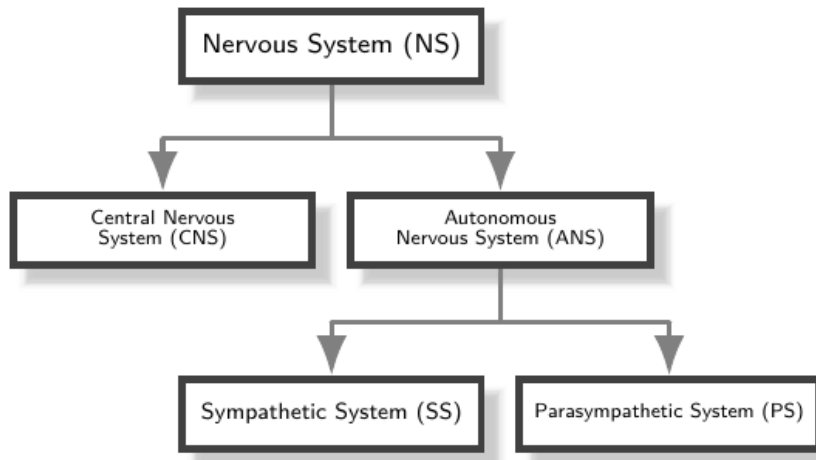 Nervous System (NS)
Central Nervous
System (CNS)
Autonomous
Nervous System (ANS)
Sympathetic System (SS)
Parasympathetic System (PS)